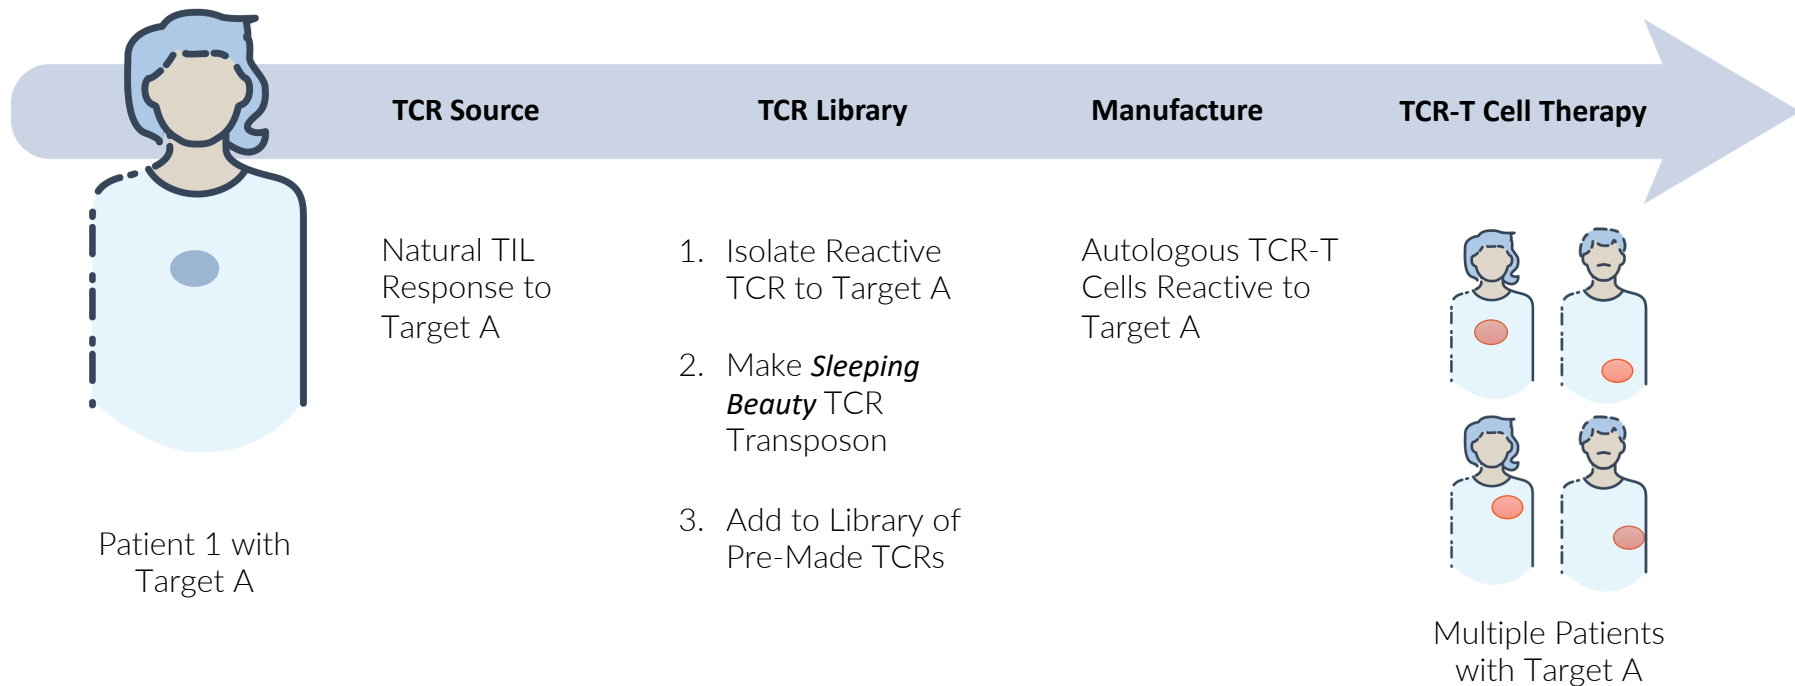 TCR Source
TCR Library
Manufacture
TCR-T Cell Therapy
Patient 1 with
Target A
Natural TIL
Response to
Target A
1. Isolate Reactive
TCR to Target A
2. Make Sleeping
Beauty TCR
Transposon
3. Add to Library of
Pre-Made TCRs
Autologous TCR-T
Cells Reactive to
Target A
Multiple Patients
with Target A